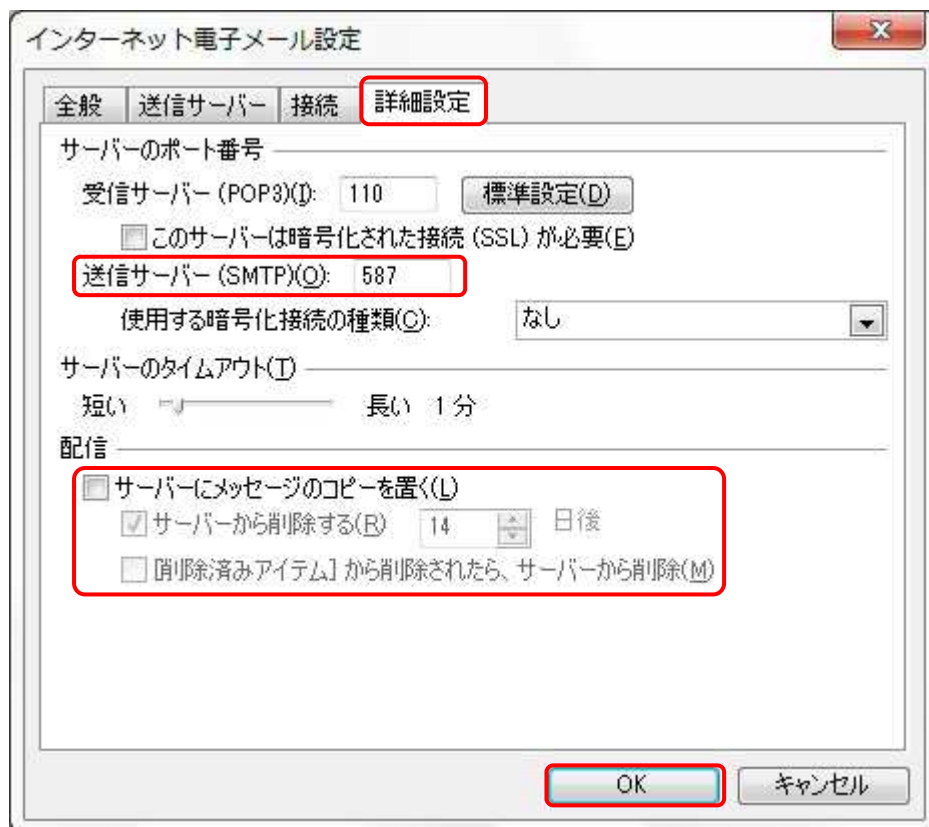 インターネット電子メール設定
全般 送信サーバー 接続 詳細設定
サーバーのポート番号
受信サーバー (POP3)(I): 110 標準設定(D)
このサーバーは暗号化された接続 (SSL) が必要(E)
送信サーバー (SMTP)(O): 587
使用する暗号化接続の種類(C): なし
サーバーのタイムアウト(T)
短い 長い 1 分
配信
サーバーにメッセージのコピーを置く(L)
サーバーから削除する(R) 14 日後
[削除済みアイテム] から削除されたら、サーバーから削除(M)
OK キャンセル